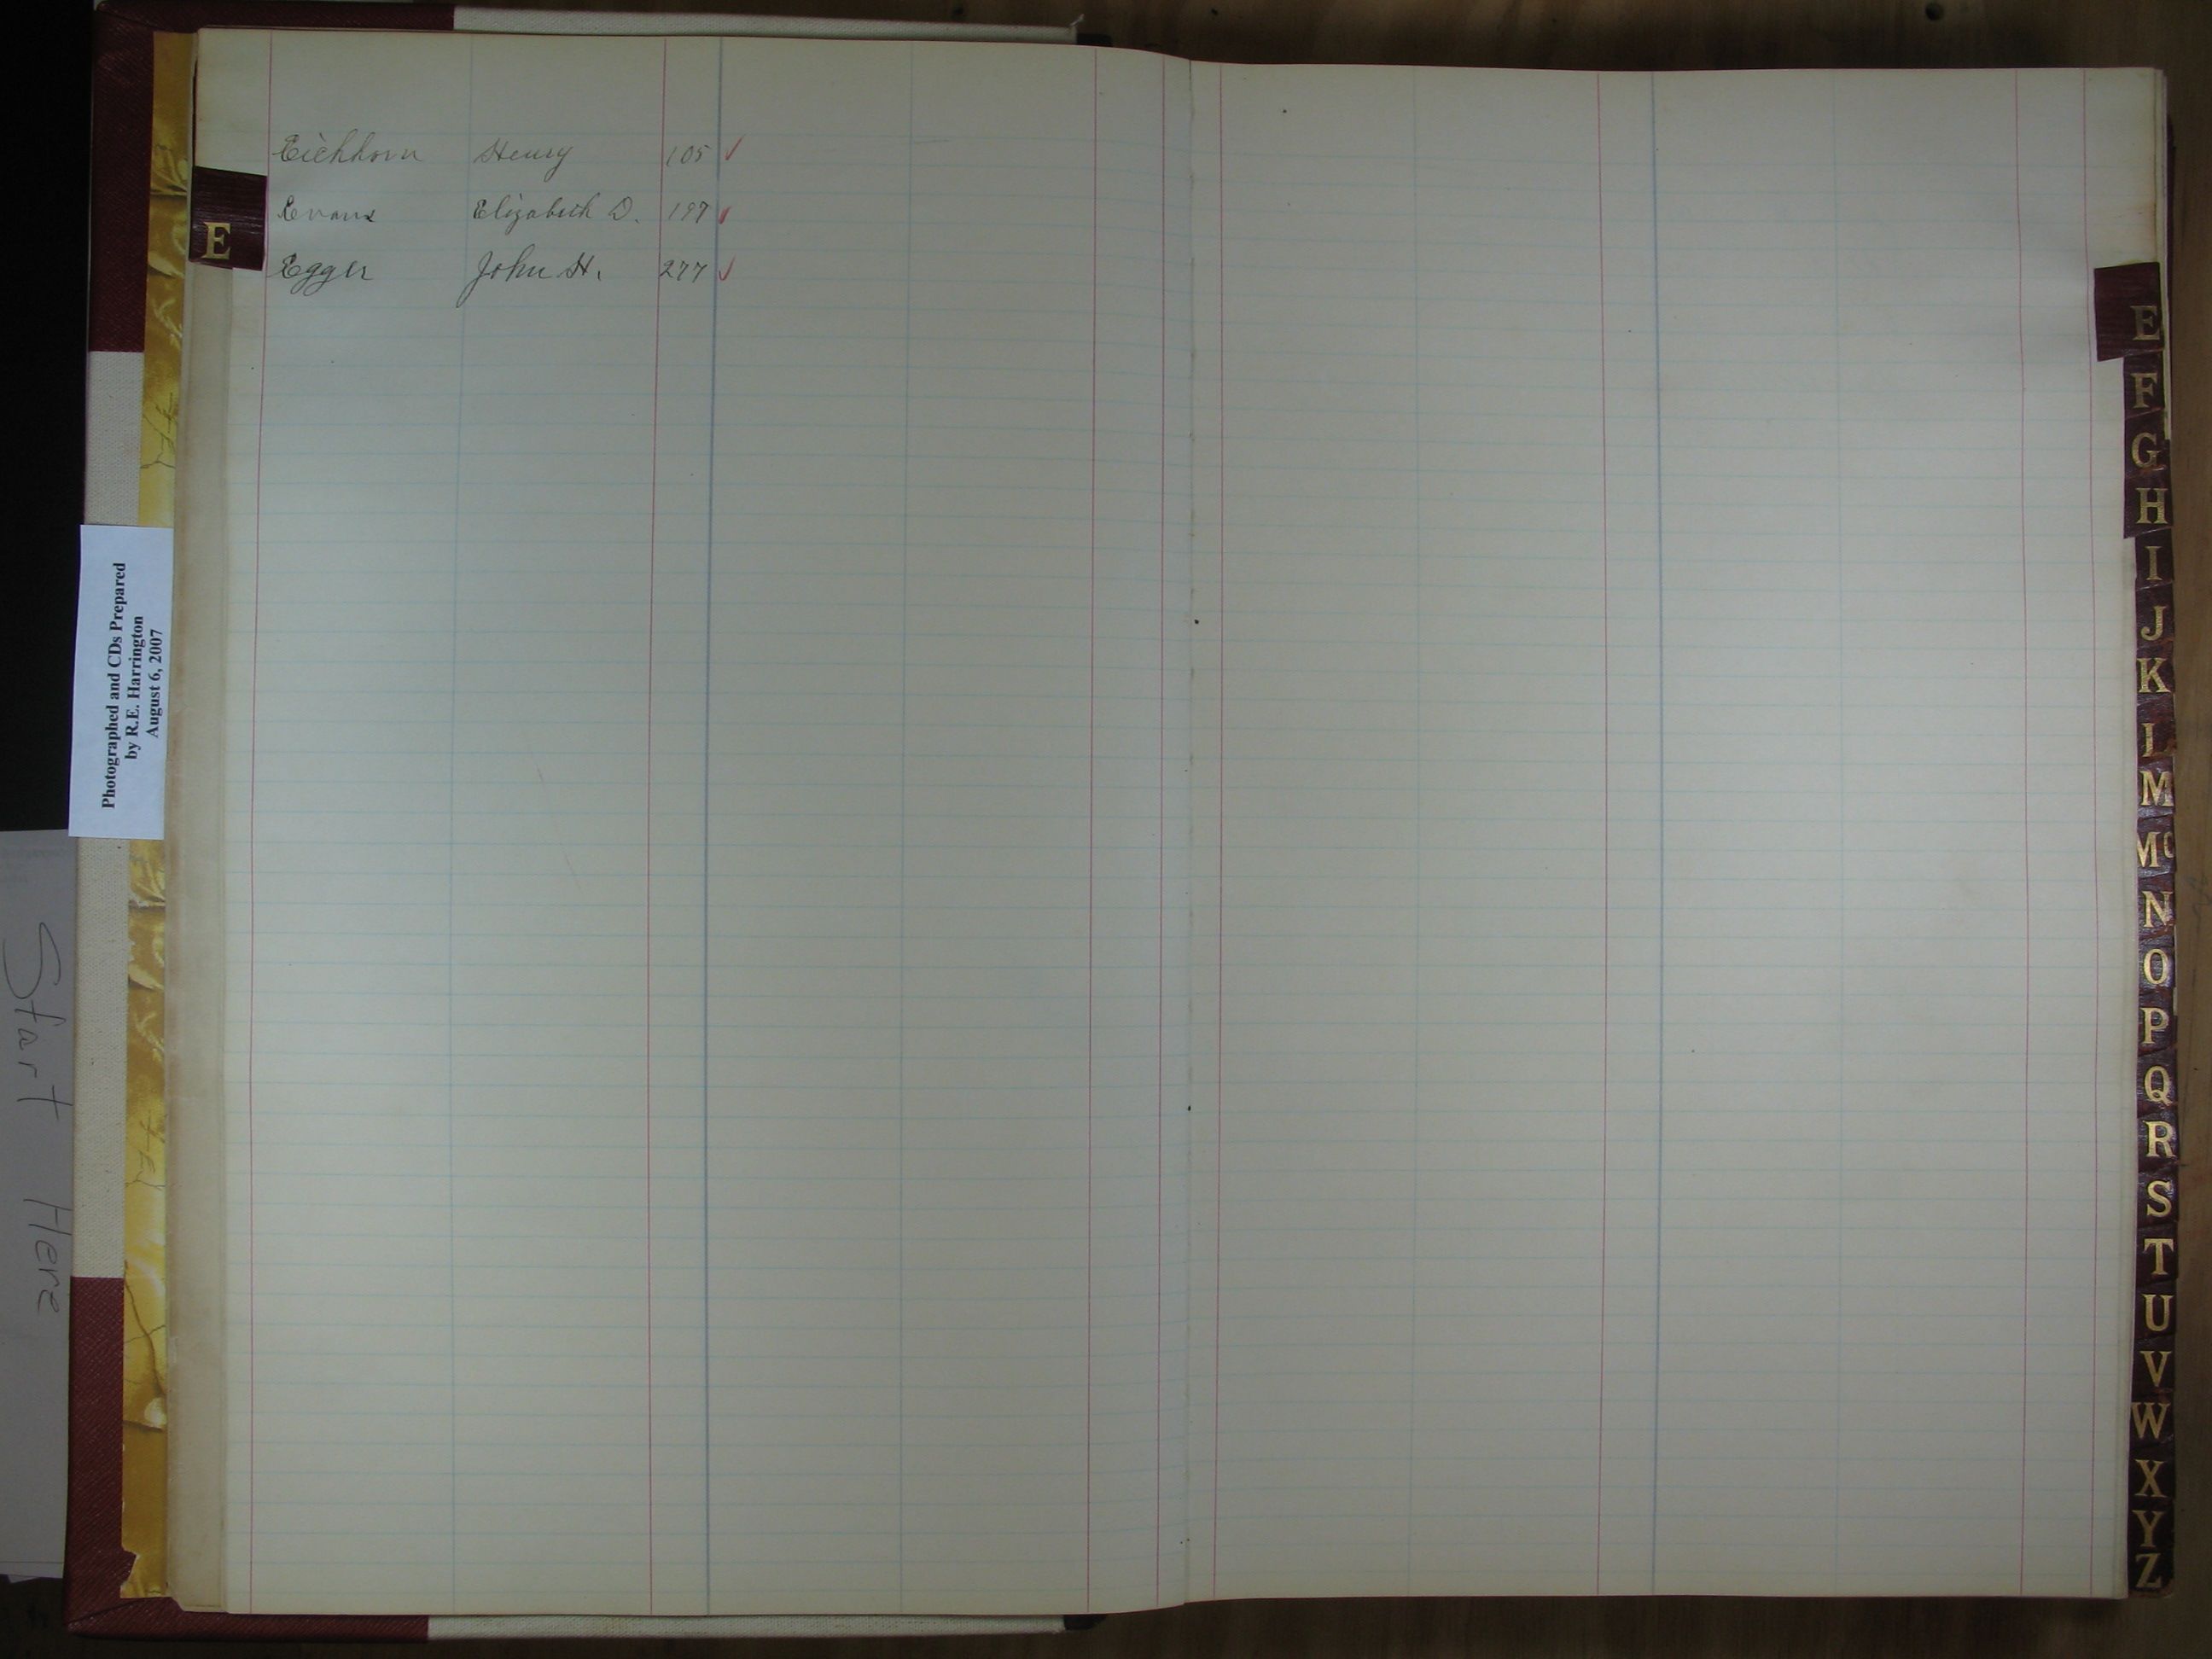 Eichhorn Henry 105 ✓
Evans Elizabeth D. 197 ✓
Egger John H. 277 ✓
E
Photographed and CDs Prepared
by R.E. Harrington
August 6, 2007
Start Here
E
F
G
H
I
J
K
L
M
Mc
N
O
P
Q
R
S
T
U
V
W
X
Y
Z